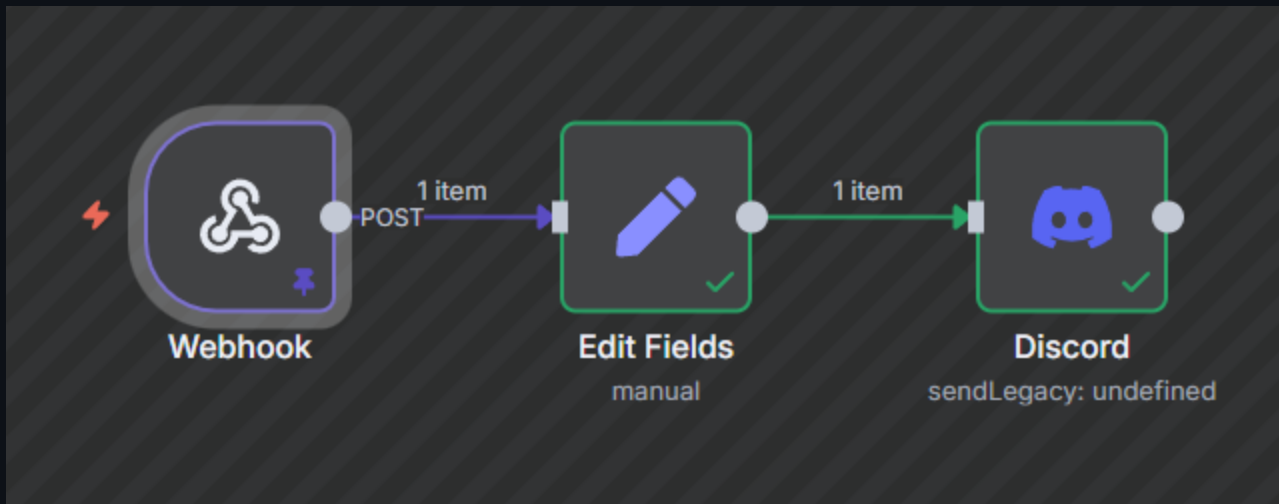 1 item
POST
1 item
Webhook
Edit Fields
Discord
manual
sendLegacy: undefined